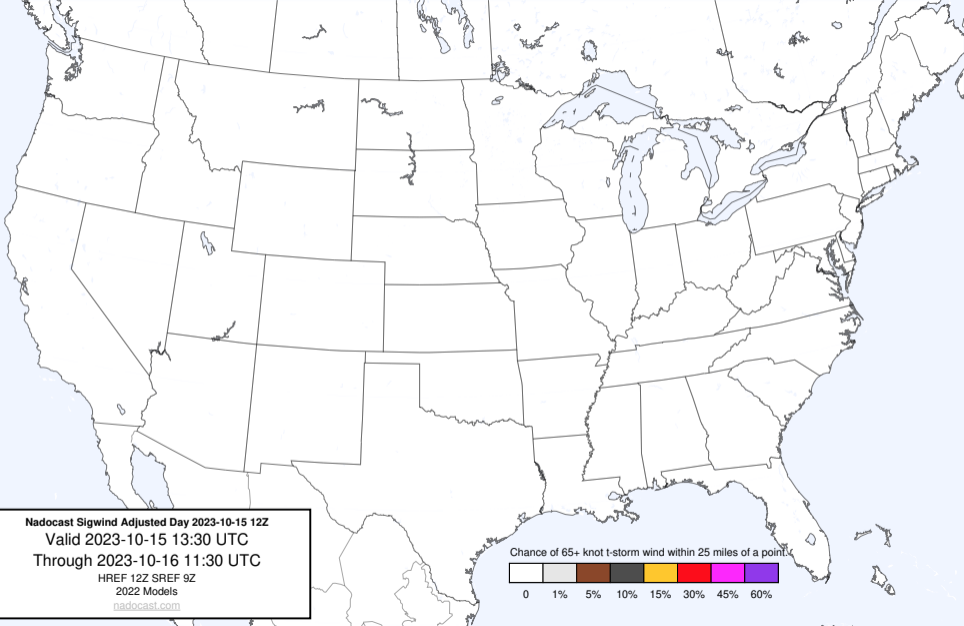 Nadocast Sigwind Adjusted Day 2023-10-15 12Z
Valid 2023-10-15 13:30 UTC
Through 2023-10-16 11:30 UTC
HREF 12Z SREF 9Z
2022 Models
nadocast.com
Chance of 65+ knot t-storm wind within 25 miles of a point.
0 1% 5% 10% 15% 30% 45% 60%